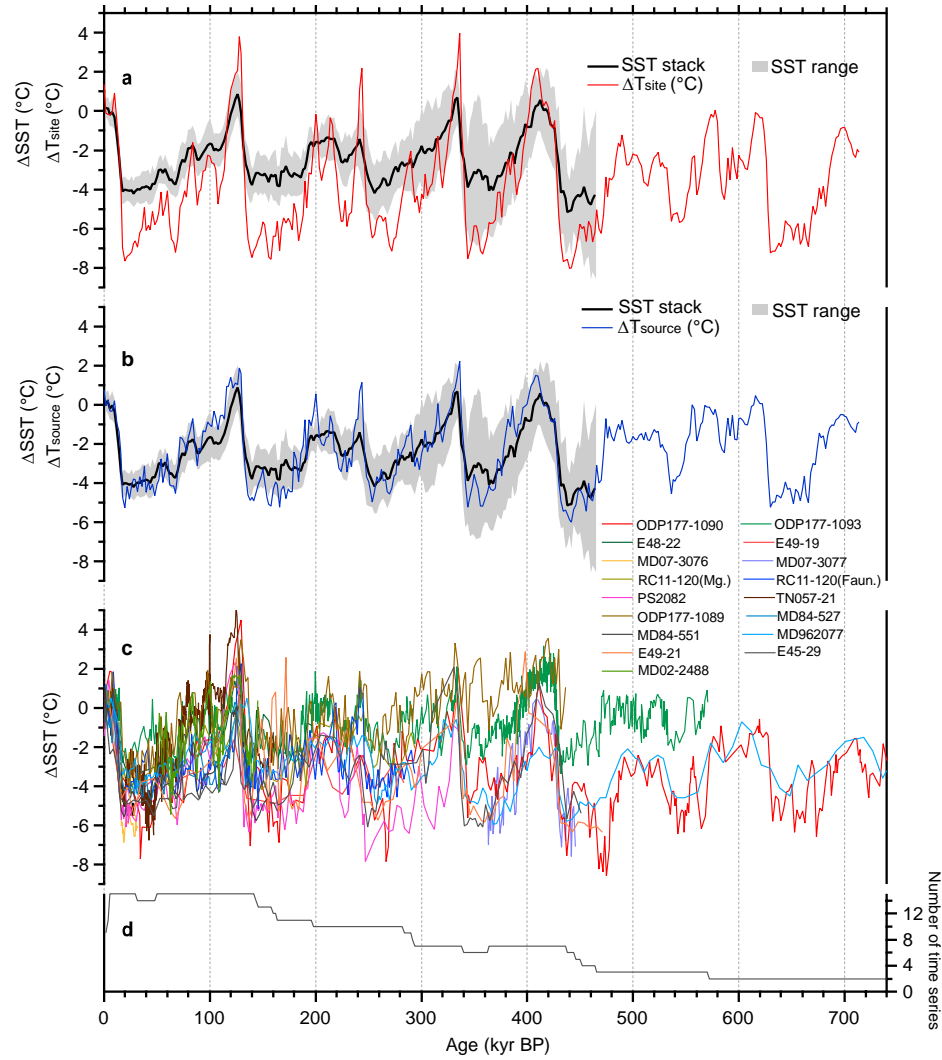 a
SST stack
SST range
ΔTsite (°C)
ΔSST (°C)
ΔTsite (°C)
4
2
0
-2
-4
-6
-8
b
SST stack
SST range
ΔTsource (°C)
ΔSST (°C)
ΔTsource (°C)
4
2
0
-2
-4
-6
-8
ODP177-1090
ODP177-1093
E48-22
E49-19
MD07-3076
MD07-3077
RC11-120(Mg.)
RC11-120(Faun.)
PS2082
TN057-21
ODP177-1089
MD84-527
MD84-551
MD962077
E49-21
E45-29
MD02-2488
c
ΔSST (°C)
4
2
0
-2
-4
-6
-8
d
Number of time series
12
8
4
0
0 100 200 300 400 500 600 700
Age (kyr BP)